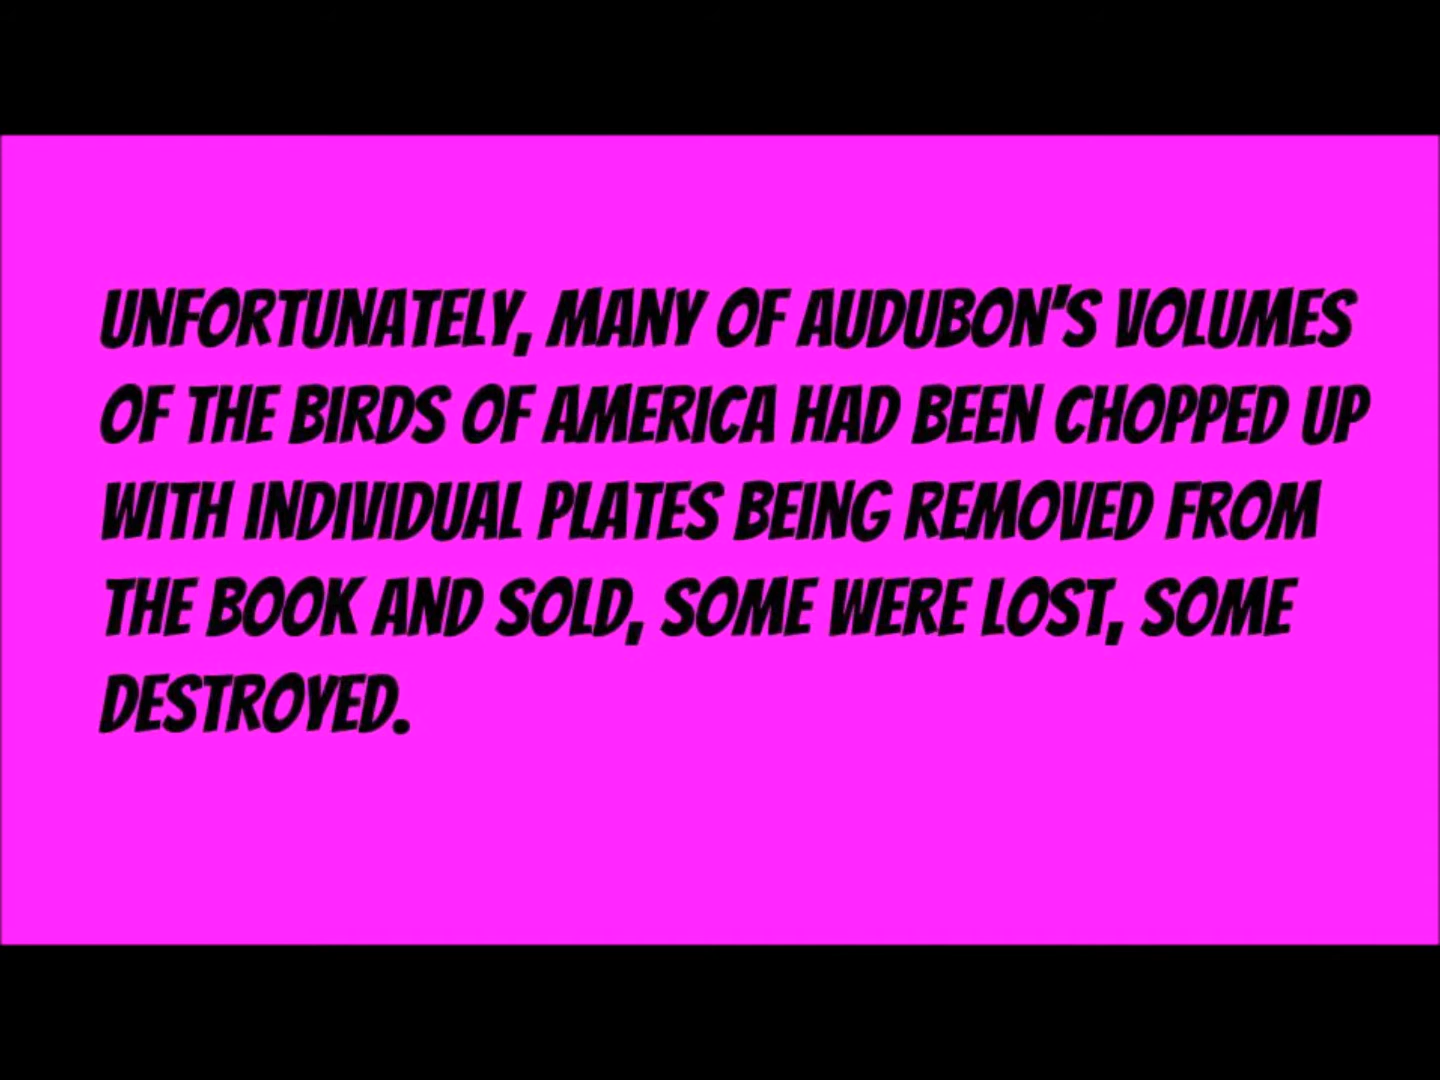 UNFORTUNATELY, MANY OF AUDUBON'S VOLUMES
OF THE BIRDS OF AMERICA HAD BEEN CHOPPED UP
WITH INDIVIDUAL PLATES BEING REMOVED FROM
THE BOOK AND SOLD, SOME WERE LOST, SOME
DESTROYED.